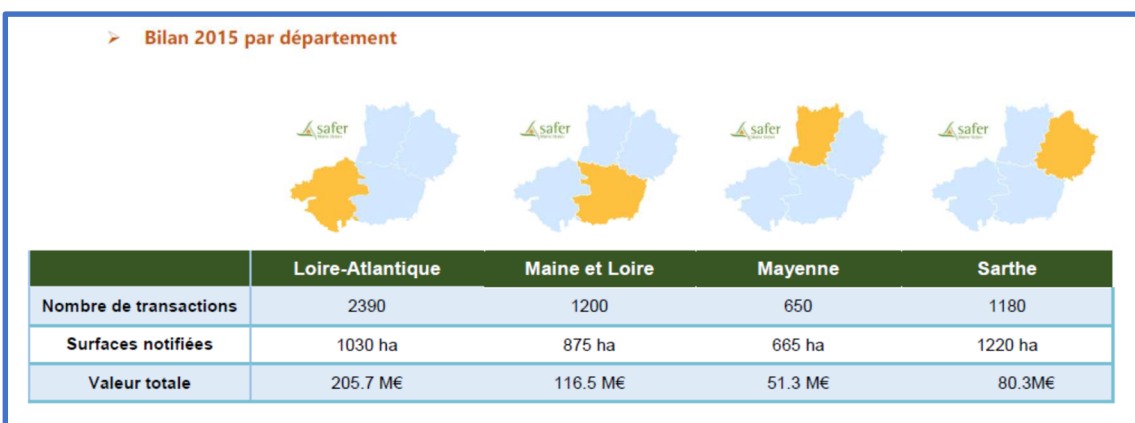 ➢ Bilan 2015 par département
safer safer safer safer
Loire-Atlantique Maine et Loire Mayenne Sarthe
Nombre de transactions 2390 1200 650 1180
Surfaces notifiées 1030 ha 875 ha 665 ha 1220 ha
Valeur totale 205.7 M€ 116.5 M€ 51.3 M€ 80.3M€